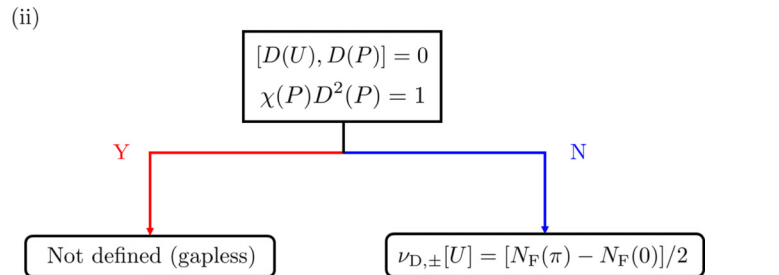 (ii)
[D(U), D(P)] = 0
χ(P)D²(P) = 1
Y
N
Not defined (gapless)
ν_{D,±}[U] = [N_F(π) − N_F(0)]/2